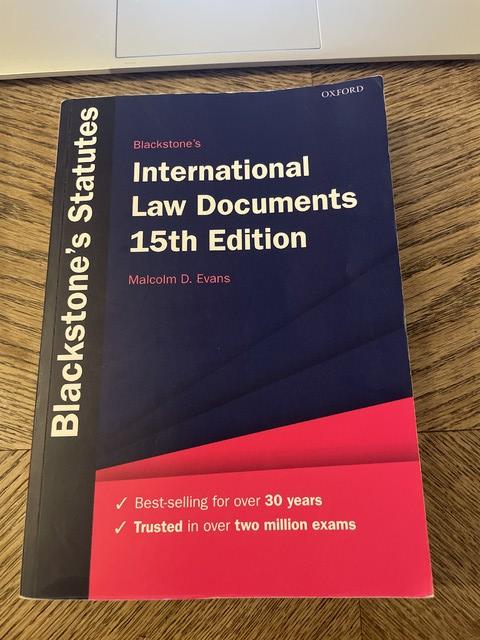 OXFORD
Blackstone's Statutes
Blackstone's
International
Law Documents
15th Edition
Malcolm D. Evans
✓ Best-selling for over 30 years
✓ Trusted in over two million exams